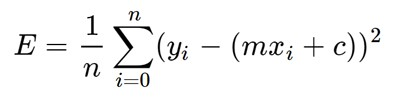 E = \frac{1}{n} \sum_{i=0}^{n} (y_i - (mx_i + c))^2